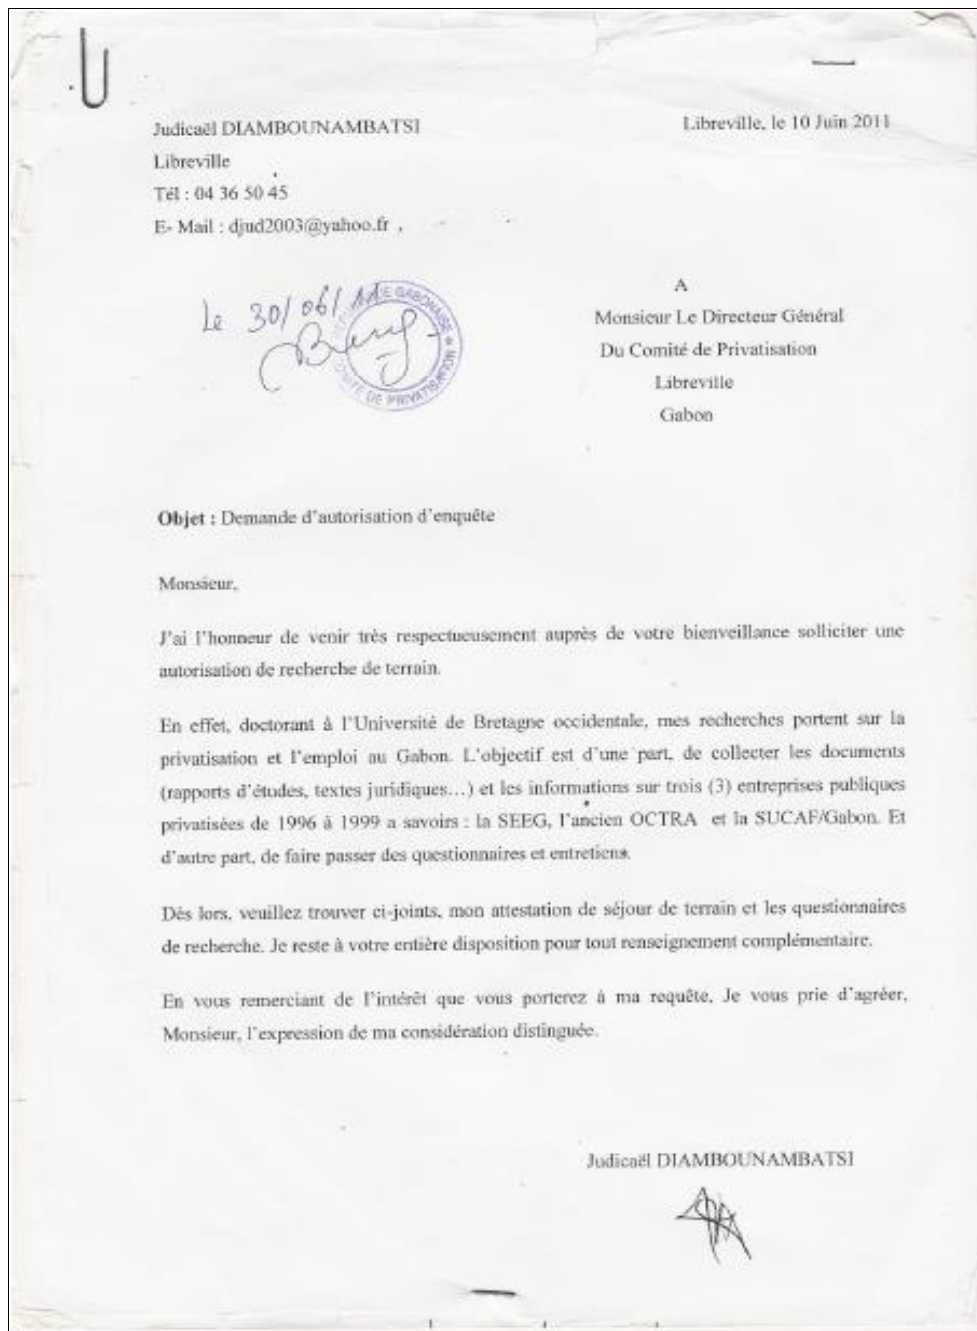 Judicaël DIAMBOUNAMBATSI
Libreville, le 10 Juin 2011
Libreville
Tél : 04 36 50 45
E- Mail : djud2003@yahoo.fr
Le 30/06/11
GABONAISE
DE PRIVATISATION
A
Monsieur Le Directeur Général
Du Comité de Privatisation
Libreville
Gabon
Objet : Demande d'autorisation d'enquête
Monsieur,
J'ai l'honneur de venir très respectueusement auprès de votre bienveillance solliciter une
autorisation de recherche de terrain.
En effet, doctorant à l'Université de Bretagne occidentale, mes recherches portent sur la
privatisation et l'emploi au Gabon. L'objectif est d'une part, de collecter les documents
(rapports d'études, textes juridiques…) et les informations sur trois (3) entreprises publiques
privatisées de 1996 à 1999 a savoirs : la SEEG, l'ancien OCTRA et la SUCAF/Gabon. Et
d'autre part, de faire passer des questionnaires et entretiens.
Dés lors, veuillez trouver ci-joints, mon attestation de séjour de terrain et les questionnaires
de recherche. Je reste à votre entière disposition pour tout renseignement complémentaire.
En vous remerciant de l'intérêt que vous porterez à ma requête, Je vous prie d'agréer,
Monsieur, l'expression de ma considération distinguée.
Judicaël DIAMBOUNAMBATSI